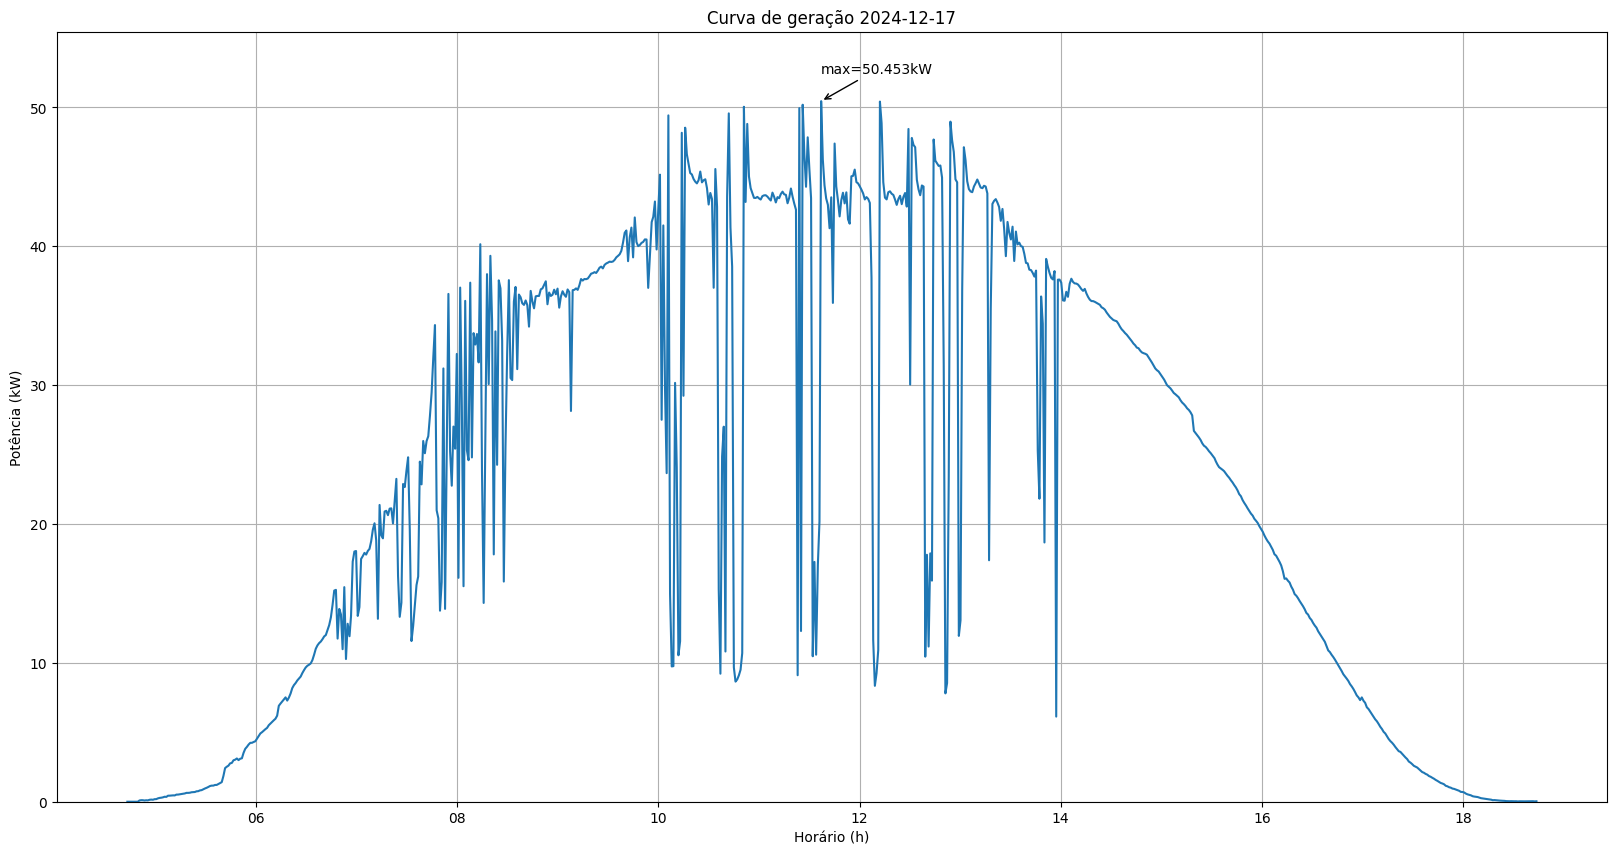 Curva de geração 2024-12-17
max=50.453kW
50
40
30
20
10
0
Potência (kW)
06 08 10 12 14 16 18
Horário (h)